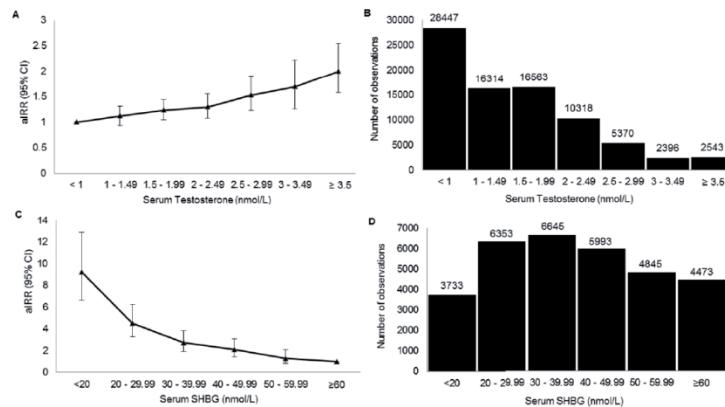 A
aIRR (95% CI)
3
2.5
2
1.5
1
0.5
0
< 1 1 - 1.49 1.5 - 1.99 2 - 2.49 2.5 - 2.99 3 - 3.49 ≥ 3.5
Serum Testosterone (nmol/L)
B
Number of observations
30000
25000
20000
15000
10000
5000
0
28447
16314
16563
10318
5370
2396
2543
< 1 1 - 1.49 1.5 - 1.99 2 - 2.49 2.5 - 2.99 3 - 3.49 ≥ 3.5
Serum Testosterone (nmol/L)
C
aIRR (95% CI)
14
12
10
8
6
4
2
0
<20 20 - 29.99 30 - 39.99 40 - 49.99 50 - 59.99 ≥60
Serum SHBG (nmol/L)
D
Number of observations
7000
6000
5000
4000
3000
2000
1000
0
3733
6353
6645
5993
4845
4473
<20 20 - 29.99 30 - 39.99 40 - 49.99 50 - 59.99 ≥60
Serum SHBG (nmol/L)